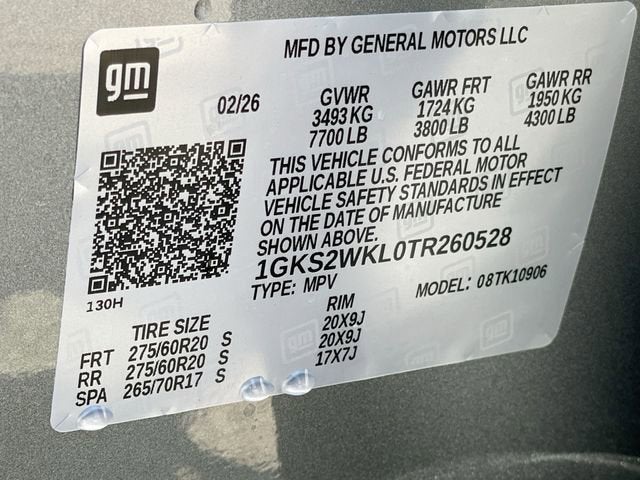 MFD BY GENERAL MOTORS LLC
gm
02/26
GVWR GAWR FRT GAWR RR
3493 KG 1724 KG 1950 KG
7700 LB 3800 LB 4300 LB
THIS VEHICLE CONFORMS TO ALL
APPLICABLE U.S. FEDERAL MOTOR
VEHICLE SAFETY STANDARDS IN EFFECT
ON THE DATE OF MANUFACTURE
SHOWN ABOVE.
1GKS2WKL0TR260528
TYPE: MPV MODEL: 08TK10906
130H
TIRE SIZE RIM
FRT 275/60R20 S 20X9J
RR 275/60R20 S 20X9J
SPA 265/70R17 S 17X7J